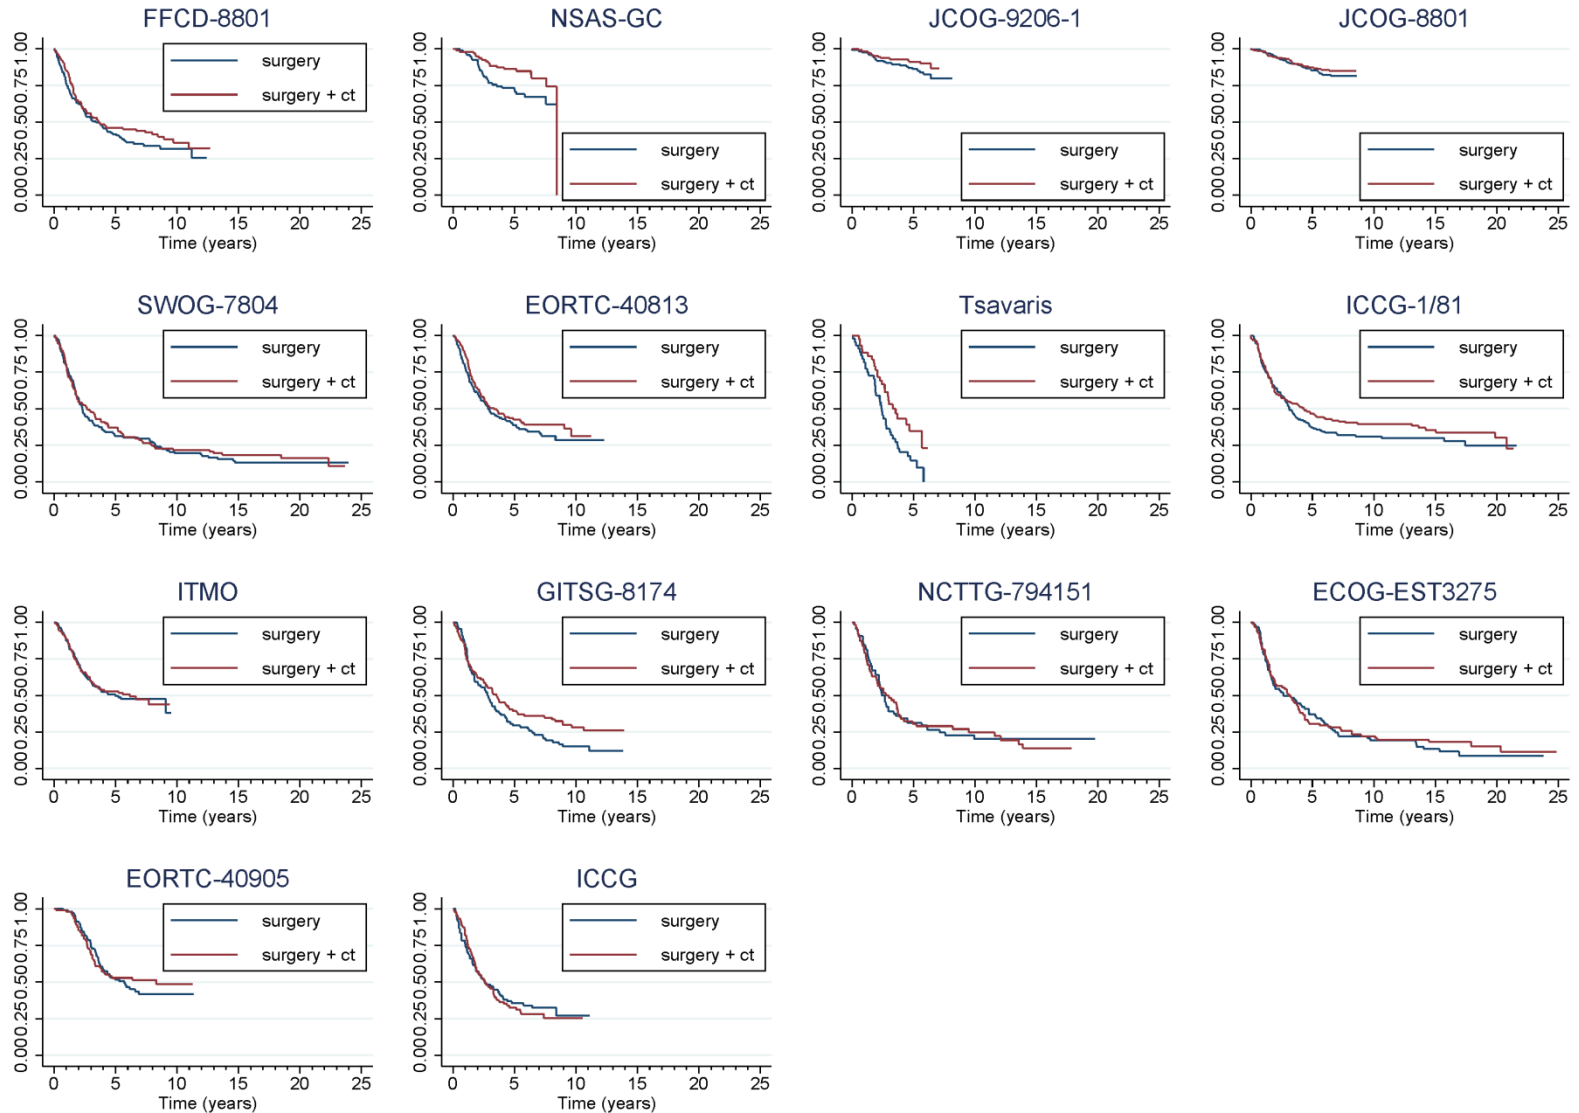 FFCD-8801
0.00 0.25 0.50 0.75 1.00
surgery
surgery + ct
0 5 10 15 20 25
Time (years)
NSAS-GC
0.00 0.25 0.50 0.75 1.00
surgery
surgery + ct
0 5 10 15 20 25
Time (years)
JCOG-9206-1
0.00 0.25 0.50 0.75 1.00
surgery
surgery + ct
0 5 10 15 20 25
Time (years)
JCOG-8801
0.00 0.25 0.50 0.75 1.00
surgery
surgery + ct
0 5 10 15 20 25
Time (years)
SWOG-7804
0.00 0.25 0.50 0.75 1.00
surgery
surgery + ct
0 5 10 15 20 25
Time (years)
EORTC-40813
0.00 0.25 0.50 0.75 1.00
surgery
surgery + ct
0 5 10 15 20 25
Time (years)
Tsavaris
0.00 0.25 0.50 0.75 1.00
surgery
surgery + ct
0 5 10 15 20 25
Time (years)
ICCG-1/81
0.00 0.25 0.50 0.75 1.00
surgery
surgery + ct
0 5 10 15 20 25
Time (years)
ITMO
0.00 0.25 0.50 0.75 1.00
surgery
surgery + ct
0 5 10 15 20 25
Time (years)
GITSG-8174
0.00 0.25 0.50 0.75 1.00
surgery
surgery + ct
0 5 10 15 20 25
Time (years)
NCTTG-794151
0.00 0.25 0.50 0.75 1.00
surgery
surgery + ct
0 5 10 15 20 25
Time (years)
ECOG-EST3275
0.00 0.25 0.50 0.75 1.00
surgery
surgery + ct
0 5 10 15 20 25
Time (years)
EORTC-40905
0.00 0.25 0.50 0.75 1.00
surgery
surgery + ct
0 5 10 15 20 25
Time (years)
ICCG
0.00 0.25 0.50 0.75 1.00
surgery
surgery + ct
0 5 10 15 20 25
Time (years)